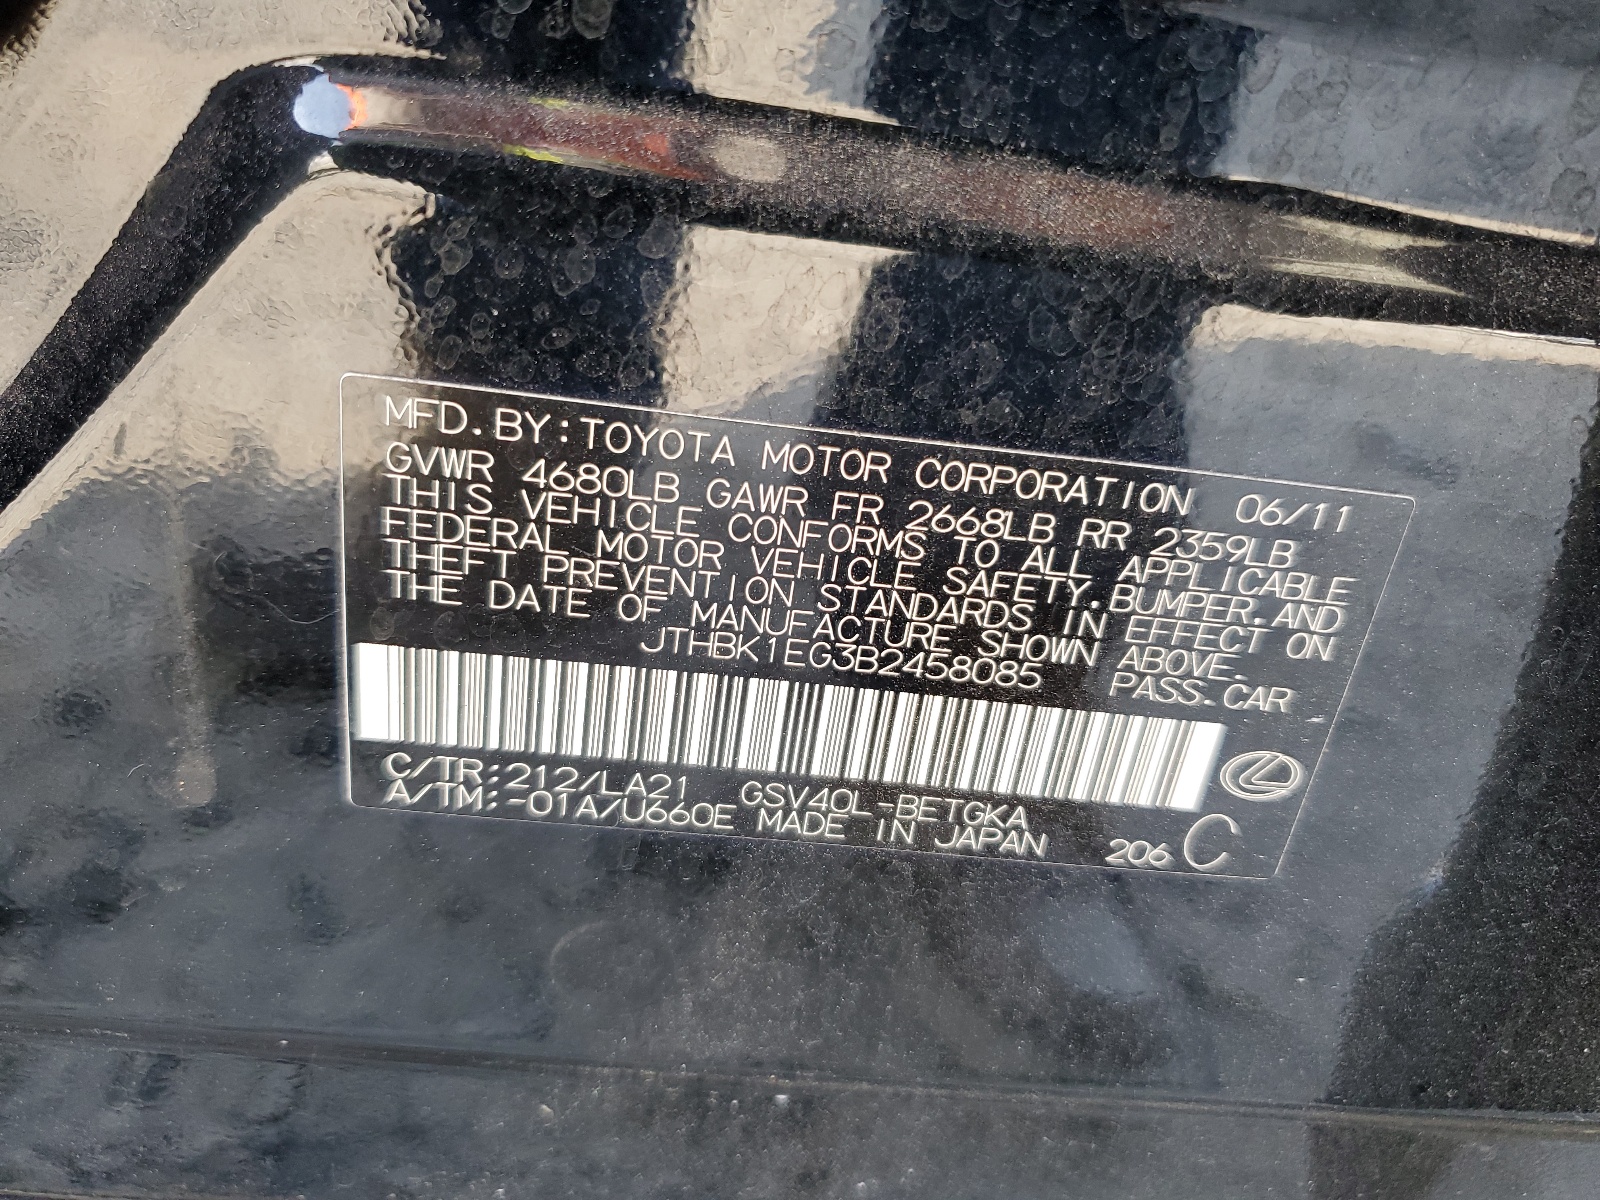 MFD. BY: TOYOTA MOTOR CORPORATION 06/11
GVWR 4680LB GAWR FR 2668LB RR 2359LB
THIS VEHICLE CONFORMS TO ALL APPLICABLE
FEDERAL MOTOR VEHICLE SAFETY. BUMPER. AND
THEFT PREVENTION STANDARDS IN EFFECT ON
THE DATE OF MANUFACTURE SHOWN ABOVE.
JTHBK1EG3B2458085 PASS. CAR
C/TR: 212/LA21 GSV40L-BETGKA
A/TM: -01A/U660E MADE IN JAPAN 206 C